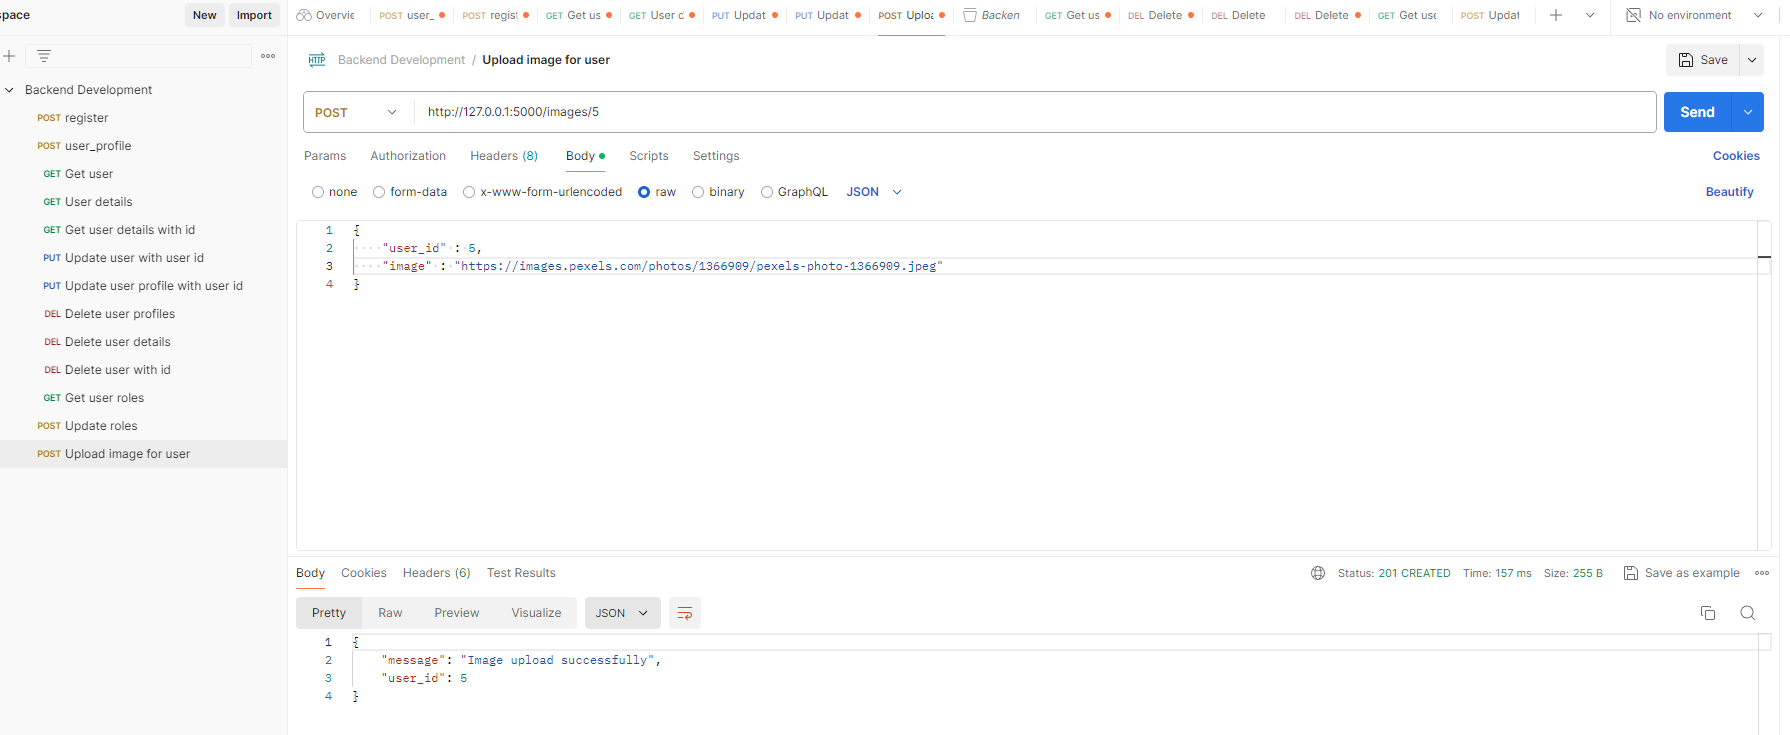 space
New
Import
Overvie
POST user_
POST regist
GET Get us
GET User d
PUT Updat
PUT Updat
POST Uploa
Backen
GET Get us
DEL Delete
DEL Delete
DEL Delete
GET Get use
POST Updat
No environment
Backend Development
POST register
POST user_profile
GET Get user
GET User details
GET Get user details with id
PUT Update user with user id
PUT Update user profile with user id
DEL Delete user profiles
DEL Delete user details
DEL Delete user with id
GET Get user roles
POST Update roles
POST Upload image for user
HTTP Backend Development / Upload image for user
Save
POST
http://127.0.0.1:5000/images/5
Send
Params Authorization Headers (8) Body Scripts Settings
Cookies
none form-data x-www-form-urlencoded raw binary GraphQL JSON
Beautify
1 {
2 "user_id" : 5,
3 "image" : "https://images.pexels.com/photos/1366909/pexels-photo-1366909.jpeg"
4 }
Body Cookies Headers (6) Test Results
Status: 201 CREATED Time: 157 ms Size: 255 B
Save as example
Pretty Raw Preview Visualize JSON
1 {
2 "message": "Image upload successfully",
3 "user_id": 5
4 }